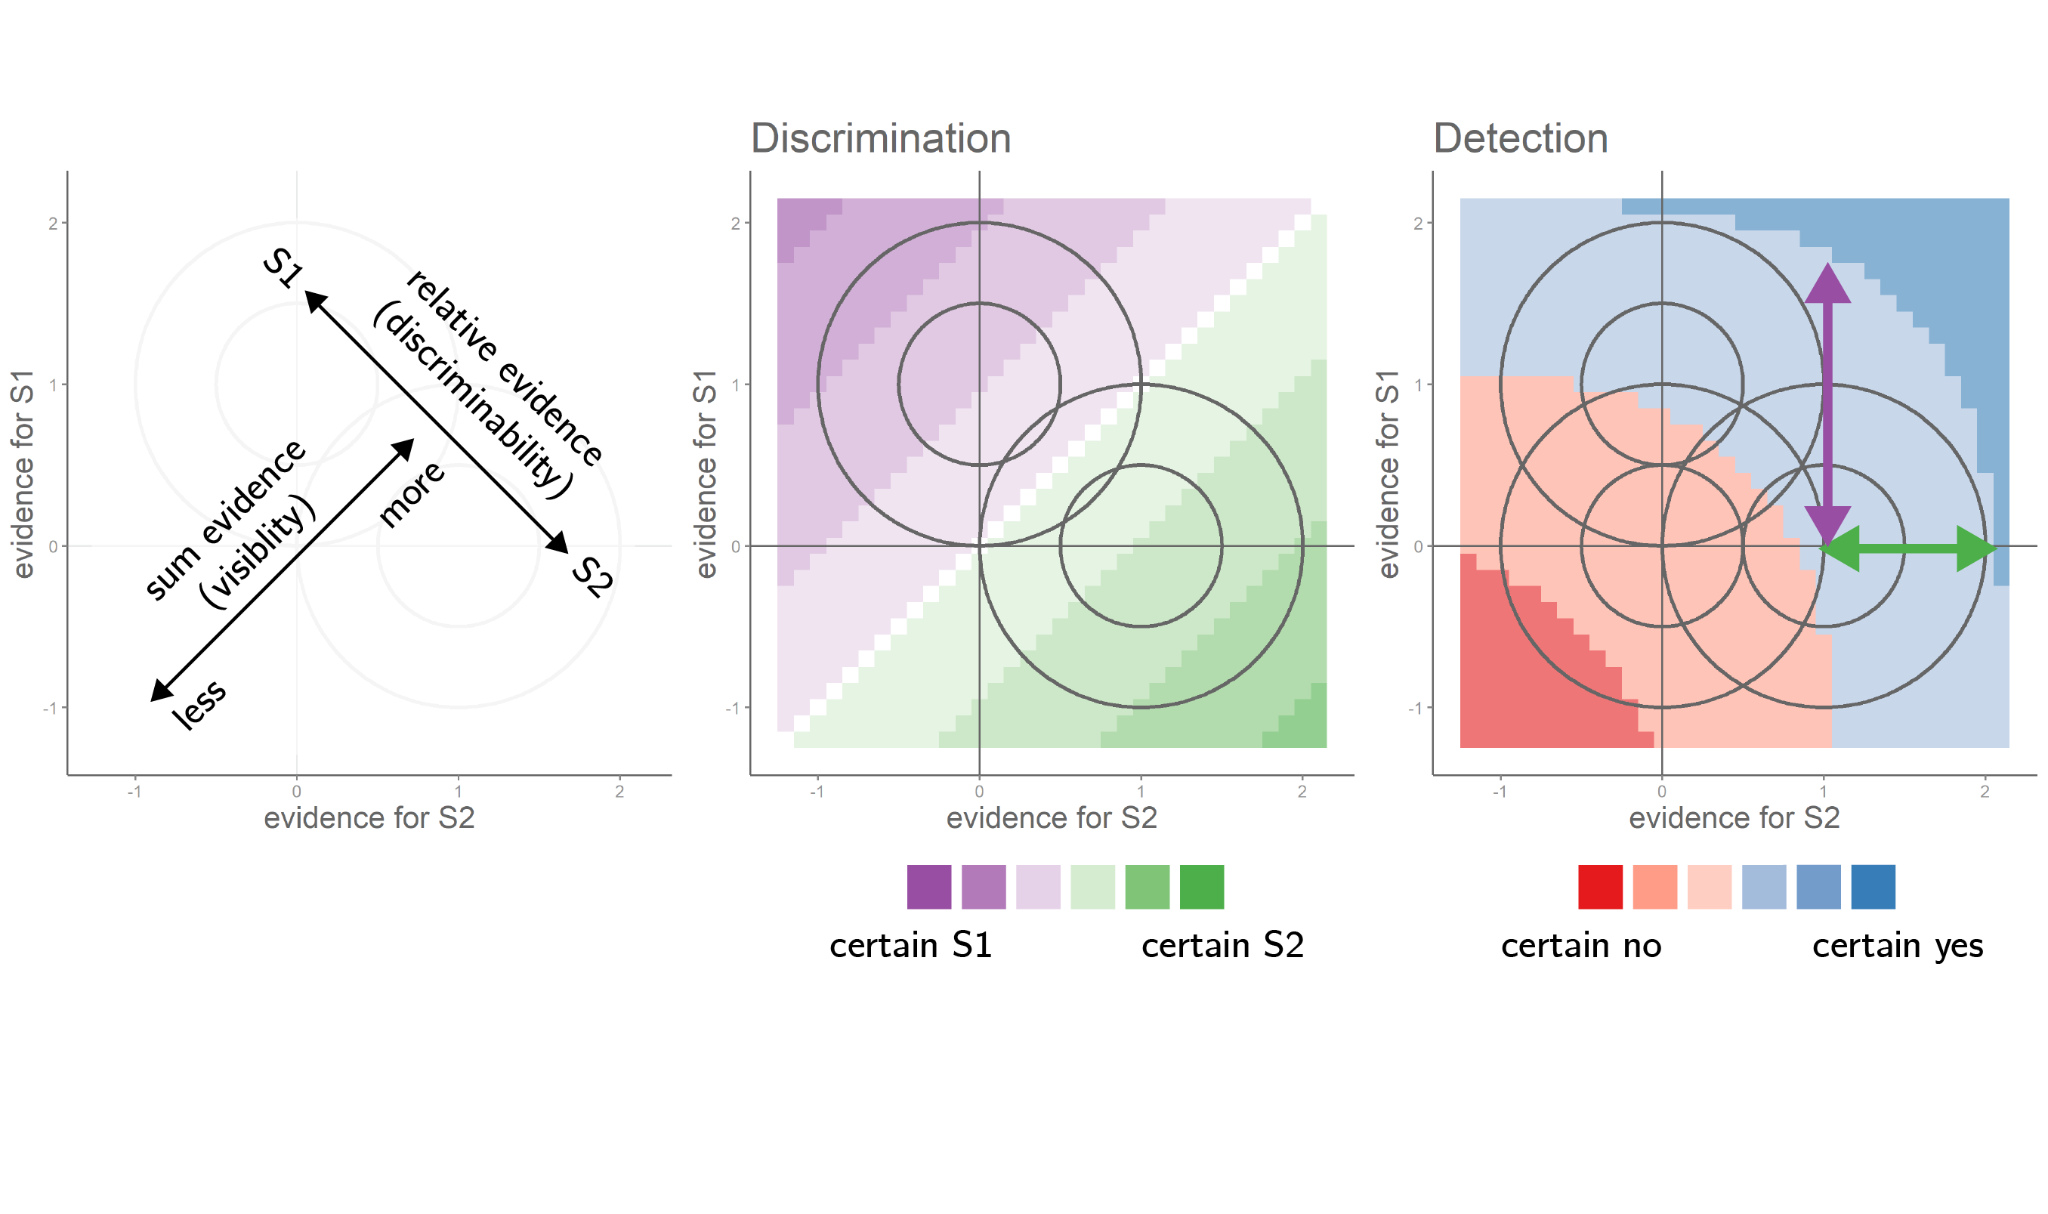 S1
relative evidence
(discriminability)
sum evidence
(visiblity)
more
less
S2
evidence for S1
2
1
0
-1
-1
0
1
2
evidence for S2
Discrimination
evidence for S1
2
1
0
-1
-1
0
1
2
evidence for S2
certain S1
certain S2
Detection
evidence for S1
2
1
0
-1
-1
0
1
2
evidence for S2
certain no
certain yes